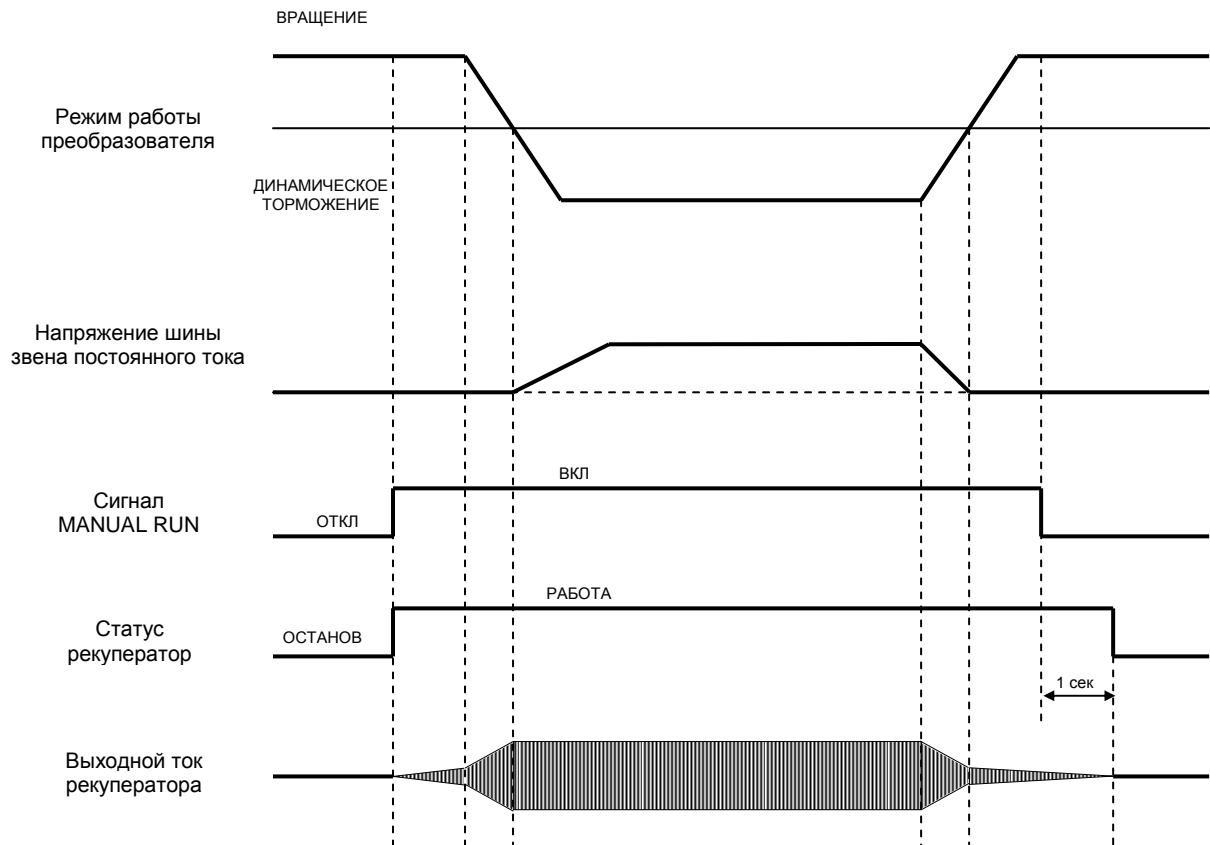 ВРАЩЕНИЕ
Режим работы
преобразователя
ДИНАМИЧЕСКОЕ
ТОРМОЖЕНИЕ
Напряжение шины
звена постоянного тока
ВКЛ
Сигнал
MANUAL RUN
ОТКЛ
РАБОТА
Статус
рекуператор
ОСТАНОВ
1 сек
Выходной ток
рекуператора